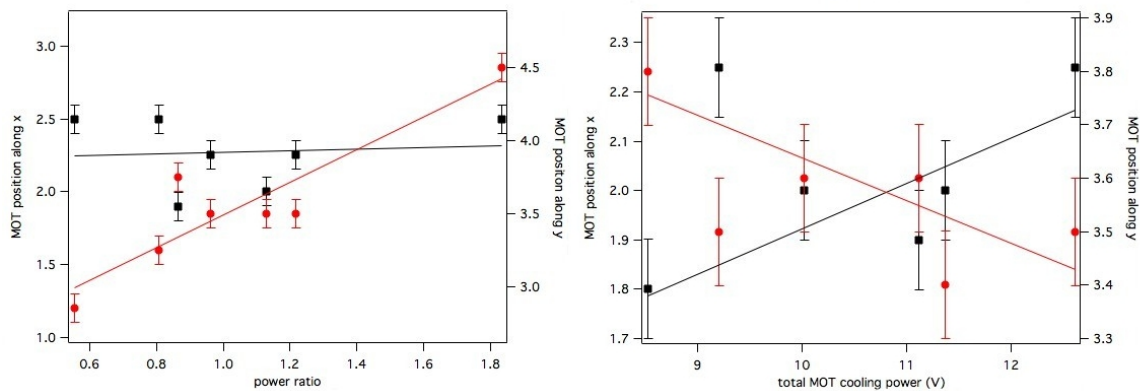 MOT position along x
3.0
2.5
2.0
1.5
1.0
0.6 0.8 1.0 1.2 1.4 1.6 1.8
power ratio
4.5
4.0
3.5
3.0
MOT position along y
MOT position along x
2.3
2.2
2.1
2.0
1.9
1.8
1.7
9 10 11 12
total MOT cooling power (V)
3.9
3.8
3.7
3.6
3.5
3.4
3.3
MOT position along y